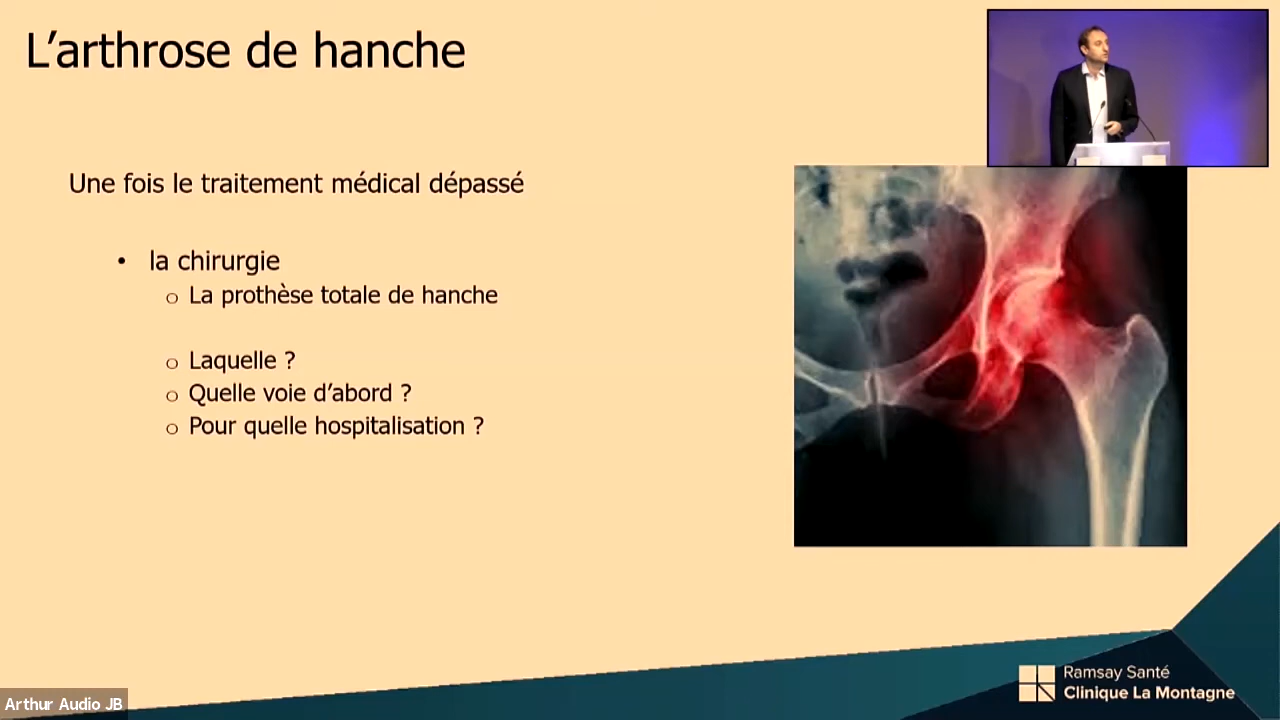 L’arthrose de hanche
Une fois le traitement médical dépassé
• la chirurgie
o La prothèse totale de hanche
o Laquelle ?
o Quelle voie d’abord ?
o Pour quelle hospitalisation ?
Ramsay Santé
Clinique La Montagne
Arthur Audio JB